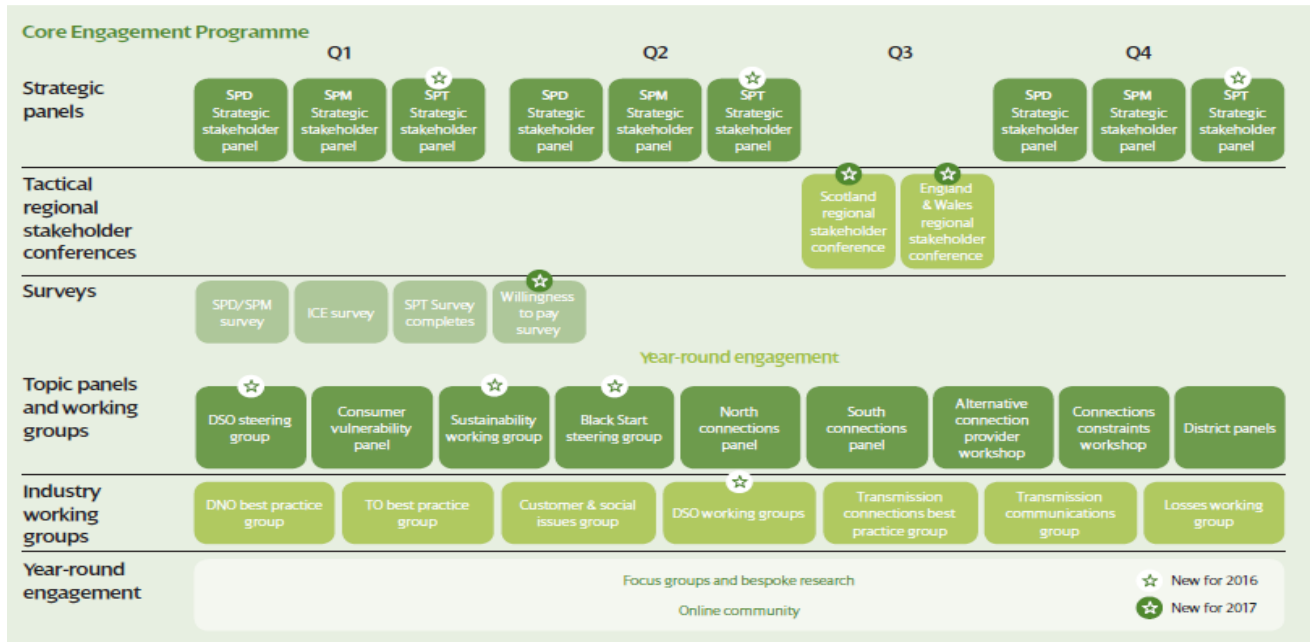 Core Engagement Programme
Q1
Q2
Q3
Q4
Strategic
panels
SPD
Strategic
stakeholder
panel
SPM
Strategic
stakeholder
panel
SPT
Strategic
stakeholder
panel
SPD
Strategic
stakeholder
panel
SPM
Strategic
stakeholder
panel
SPT
Strategic
stakeholder
panel
SPD
Strategic
stakeholder
panel
SPM
Strategic
stakeholder
panel
SPT
Strategic
stakeholder
panel
Tactical
regional
stakeholder
conferences
Scotland
regional
stakeholder
conference
England
& Wales
regional
stakeholder
conference
Surveys
SPD/SPM
survey
ICE survey
SPT Survey
completes
Willingness
to pay
survey
Year-round engagement
Topic panels
and working
groups
DSO steering
group
Consumer
vulnerability
panel
Sustainability
working group
Black Start
steering group
North
connections
panel
South
connections
panel
Alternative
connection
provider
workshop
Connections
constraints
workshop
District panels
Industry
working
groups
DNO best practice
group
TO best practice
group
Customer & social
issues group
DSO working groups
Transmission
connections best
practice group
Transmission
communications
group
Losses working
group
Year-round
engagement
Focus groups and bespoke research
Online community
New for 2016
New for 2017